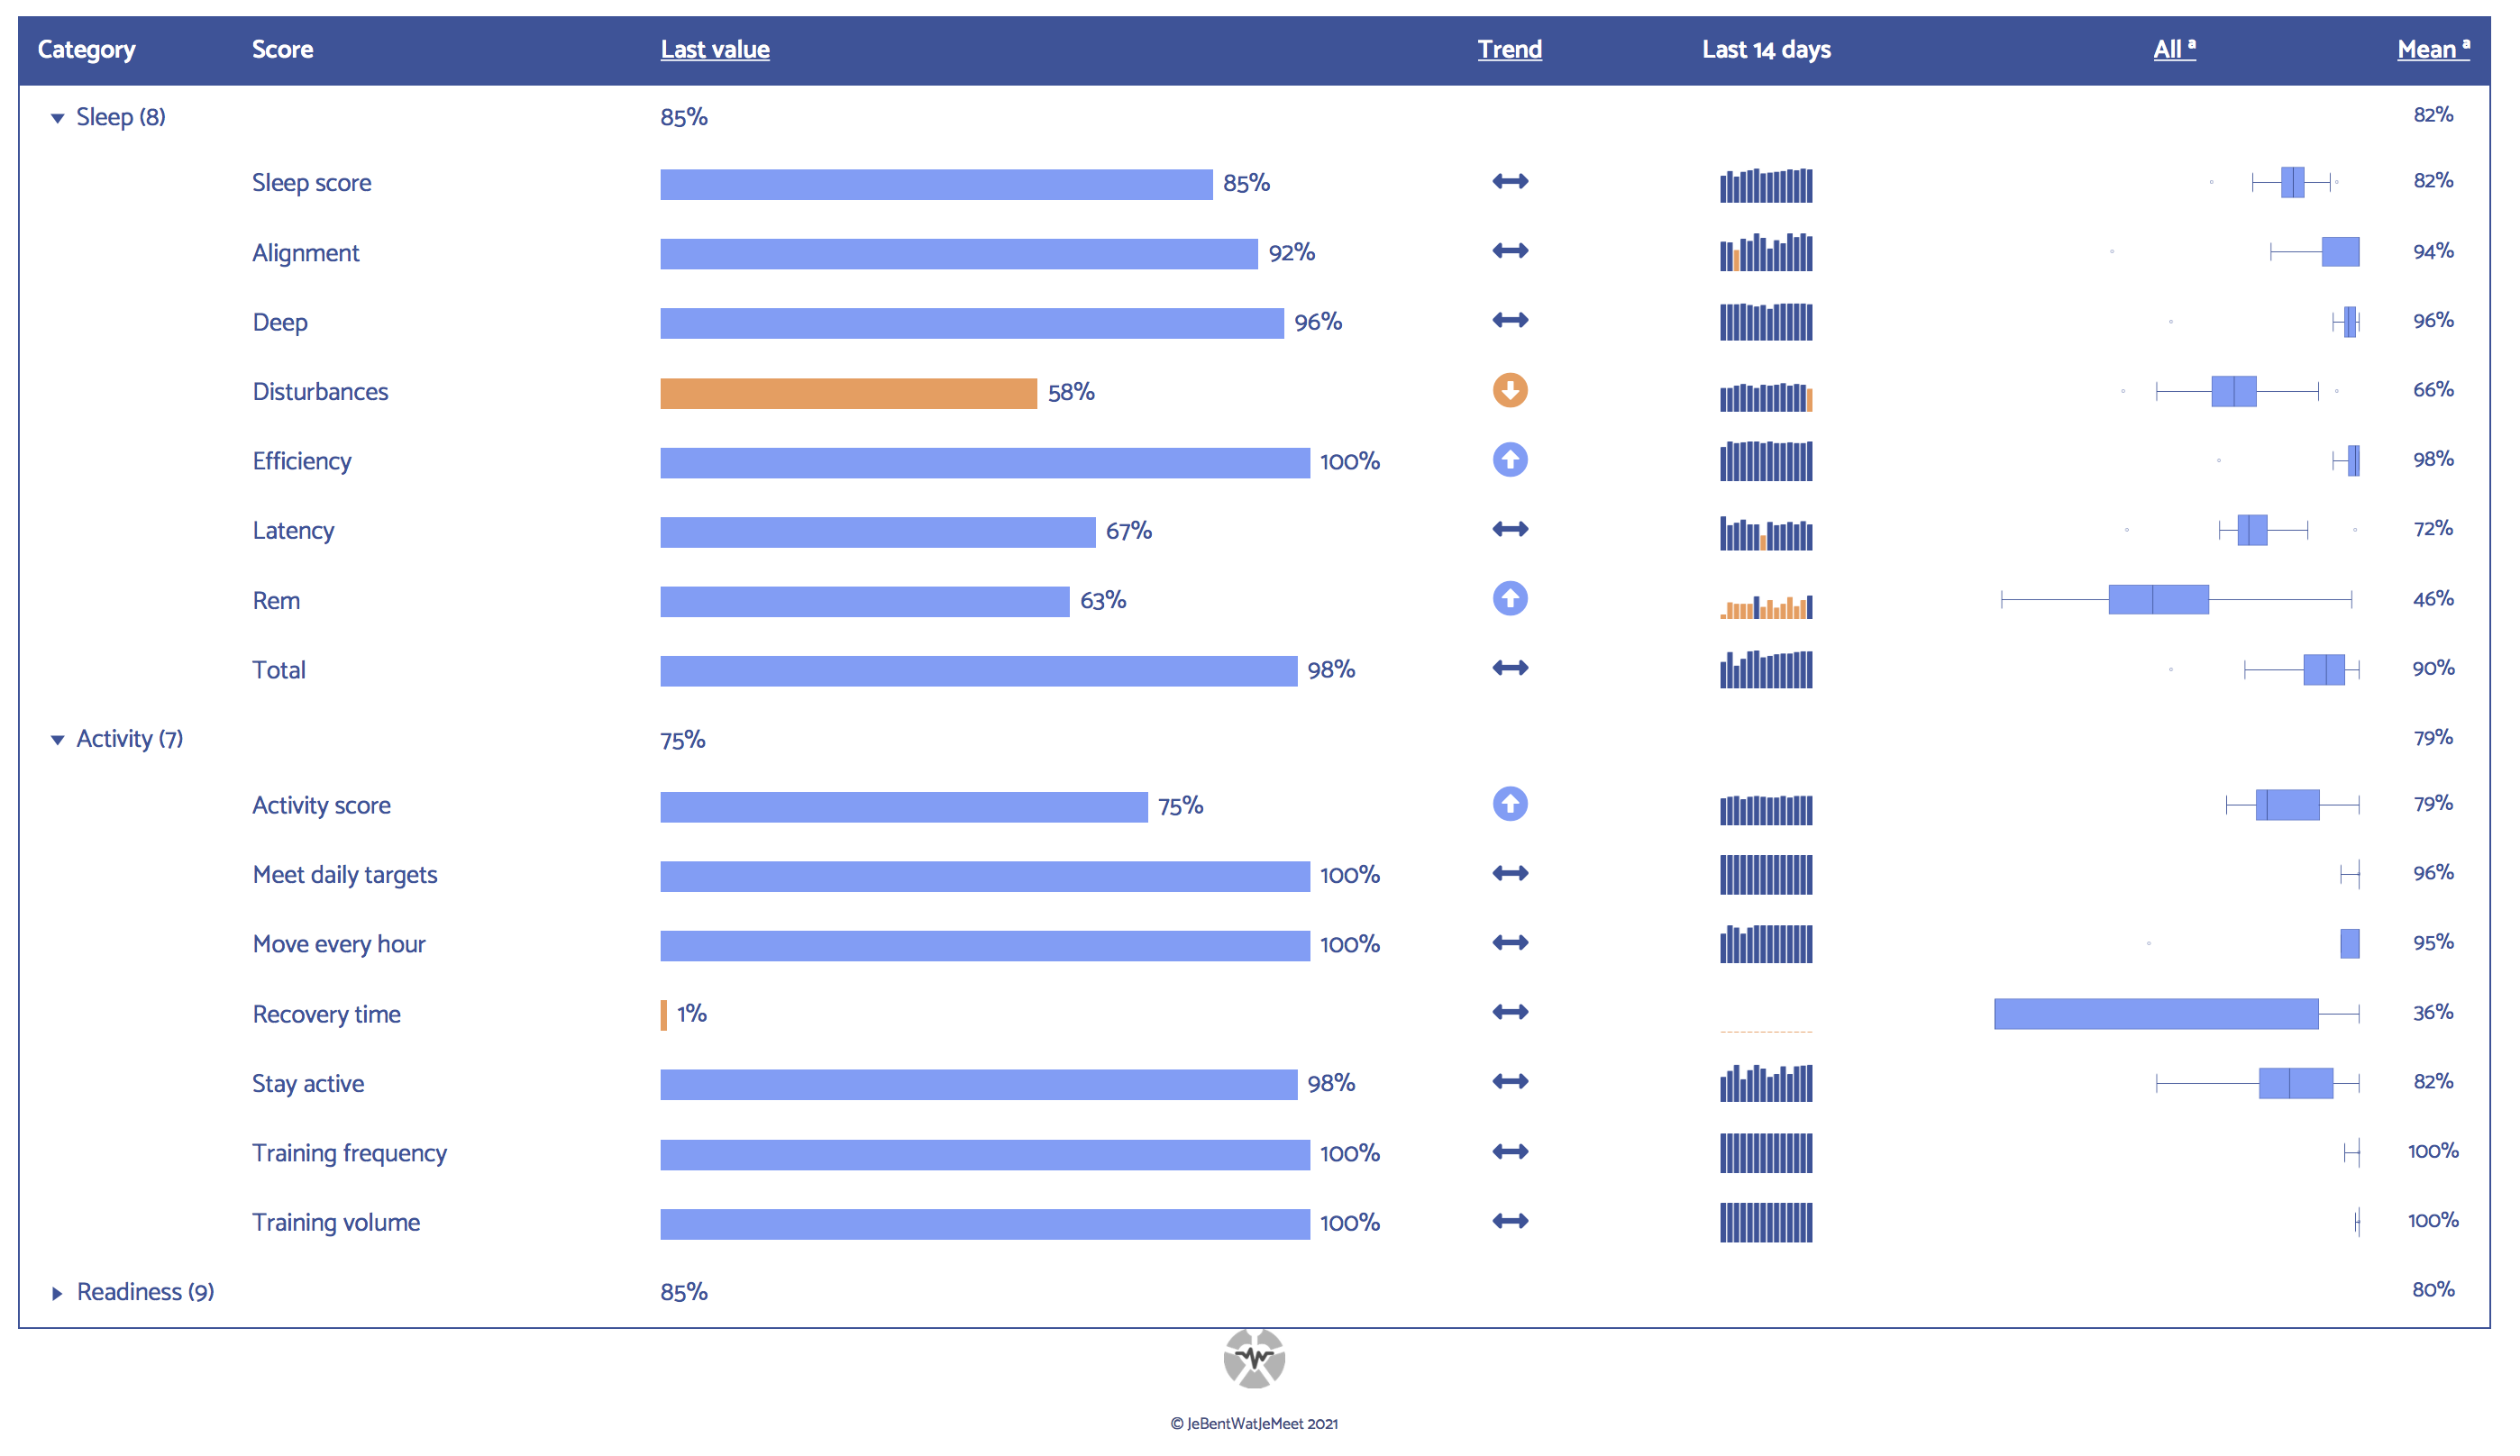 Category Score Last value Trend Last 14 days All ª Mean ª
Sleep (8) 85% 82%
Sleep score 85% 82%
Alignment 92% 94%
Deep 96% 96%
Disturbances 58% 66%
Efficiency 100% 98%
Latency 67% 72%
Rem 63% 46%
Total 98% 90%
Activity (7) 75% 79%
Activity score 75% 79%
Meet daily targets 100% 96%
Move every hour 100% 95%
Recovery time 1% 36%
Stay active 98% 82%
Training frequency 100% 100%
Training volume 100% 100%
Readiness (9) 85% 80%
© JeBentWatJeMeet 2021